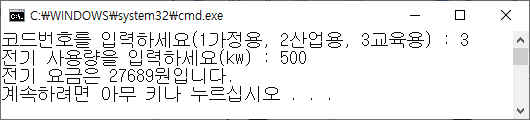 C:₩WINDOWS₩system32₩cmd.exe
코드번호를 입력하세요(1가정용, 2산업용, 3교육용) : 3
전기 사용량을 입력하세요(kw) : 500
전기 요금은 27689원입니다.
계속하려면 아무 키나 누르십시오 . . .